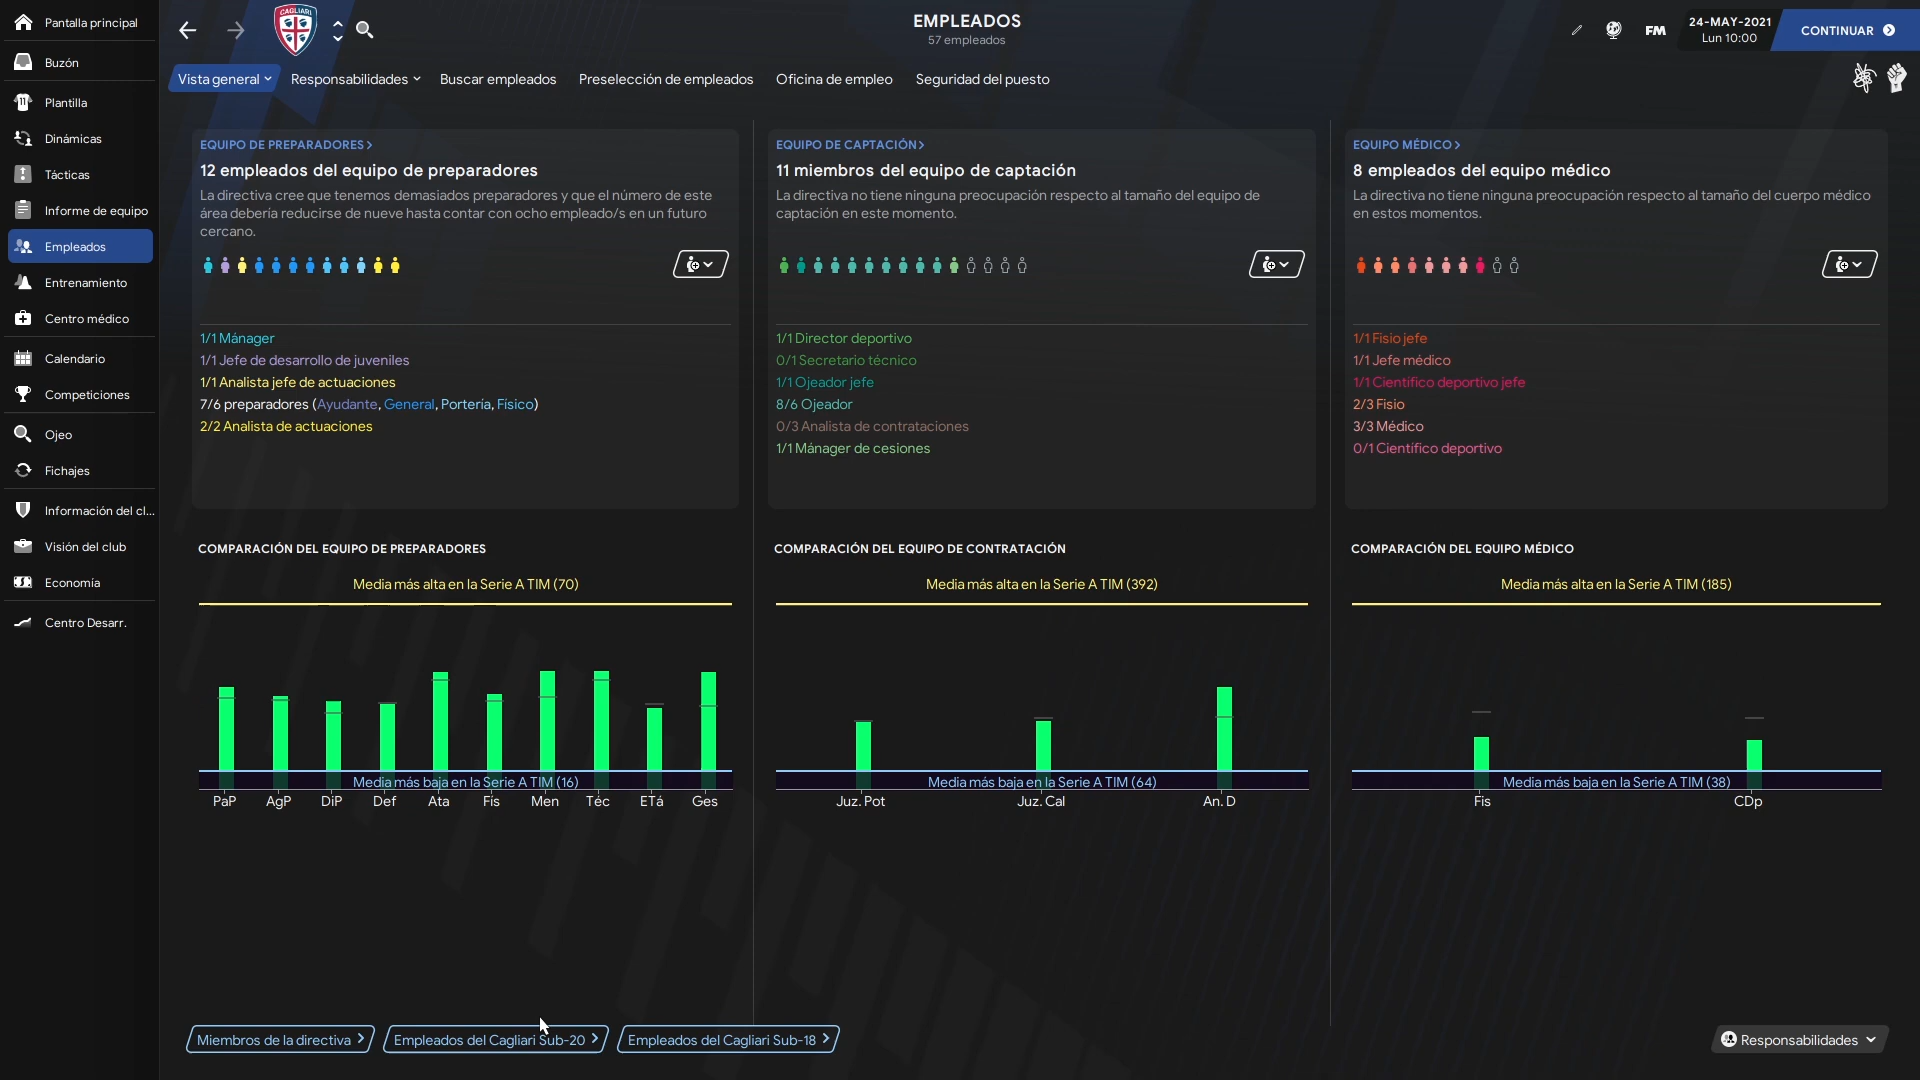 Pantalla principal
Buzón
Plantilla
Dinámicas
Tácticas
Informe de equipo
Empleados
Entrenamiento
Centro médico
Calendario
Competiciones
Ojeo
Fichajes
Información del cl...
Visión del club
Economía
Centro Desarr.
CAGLIARI
EMPLEADOS
57 empleados
FM
24-MAY-2021
Lun 10:00
CONTINUAR
Vista general
Responsabilidades
Buscar empleados
Preselección de empleados
Oficina de empleo
Seguridad del puesto
EQUIPO DE PREPARADORES
12 empleados del equipo de preparadores
La directiva cree que tenemos demasiados preparadores y que el número de este
área debería reducirse de nueve hasta contar con ocho empleado/s en un futuro
cercano.
1/1 Mánager
1/1 Jefe de desarrollo de juveniles
1/1 Analista jefe de actuaciones
7/6 preparadores (Ayudante, General, Portería, Físico)
2/2 Analista de actuaciones
EQUIPO DE CAPTACIÓN
11 miembros del equipo de captación
La directiva no tiene ninguna preocupación respecto al tamaño del equipo de
captación en este momento.
1/1 Director deportivo
0/1 Secretario técnico
1/1 Ojeador jefe
8/6 Ojeador
0/3 Analista de contrataciones
1/1 Mánager de cesiones
EQUIPO MÉDICO
8 empleados del equipo médico
La directiva no tiene ninguna preocupación respecto al tamaño del cuerpo médico
en estos momentos.
1/1 Fisio jefe
1/1 Jefe médico
1/1 Científico deportivo jefe
2/3 Fisio
3/3 Médico
0/1 Científico deportivo
COMPARACIÓN DEL EQUIPO DE PREPARADORES
Media más alta en la Serie A TIM (70)
Media más baja en la Serie A TIM (16)
PaP AgP DiP Def Ata Fís Men Téc ETá Ges
COMPARACIÓN DEL EQUIPO DE CONTRATACIÓN
Media más alta en la Serie A TIM (392)
Media más baja en la Serie A TIM (64)
Juz. Pot Juz. Cal An. D
COMPARACIÓN DEL EQUIPO MÉDICO
Media más alta en la Serie A TIM (185)
Media más baja en la Serie A TIM (38)
Fis CDp
Miembros de la directiva
Empleados del Cagliari Sub-20
Empleados del Cagliari Sub-18
Responsabilidades